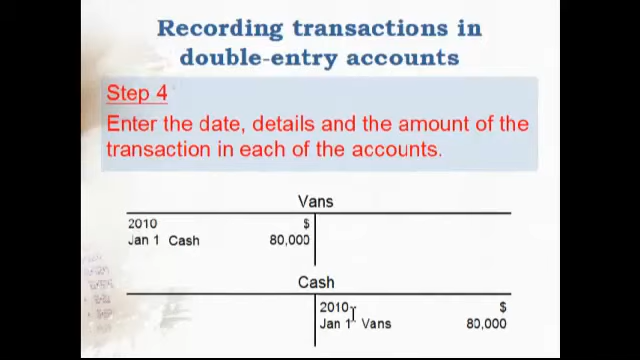 Recording transactions in
double-entry accounts
Step 4
Enter the date, details and the amount of the
transaction in each of the accounts.
Vans
2010 $
Jan 1 Cash 80,000
Cash
2010 $
Jan 1 Vans 80,000